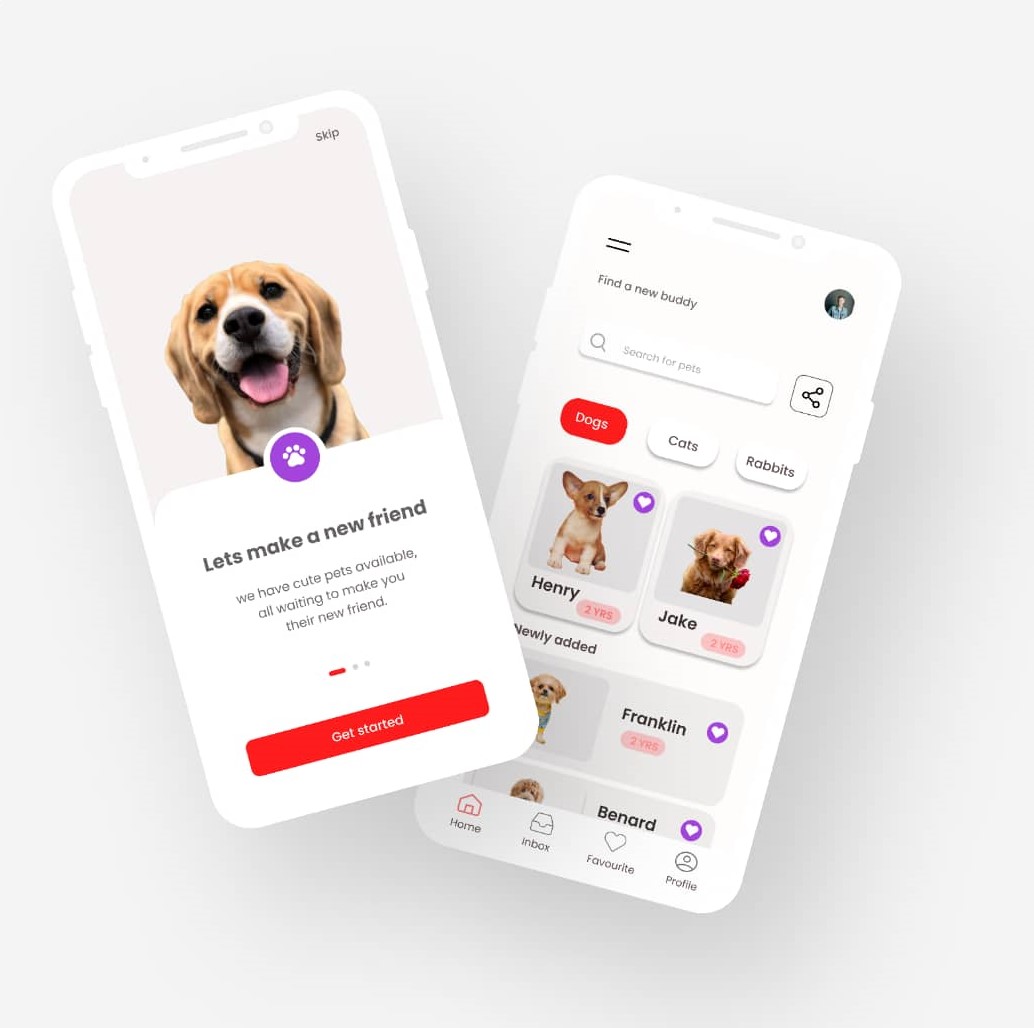 Skip
Lets make a new friend
we have cute pets available,
all waiting to make you
their new friend.
Get started
Find a new buddy
Search for pets
Dogs
Cats
Rabbits
Henry
2 YRS
Jake
2 YRS
Newly added
Franklin
2 YRS
Benard
Home
Inbox
Favourite
Profile